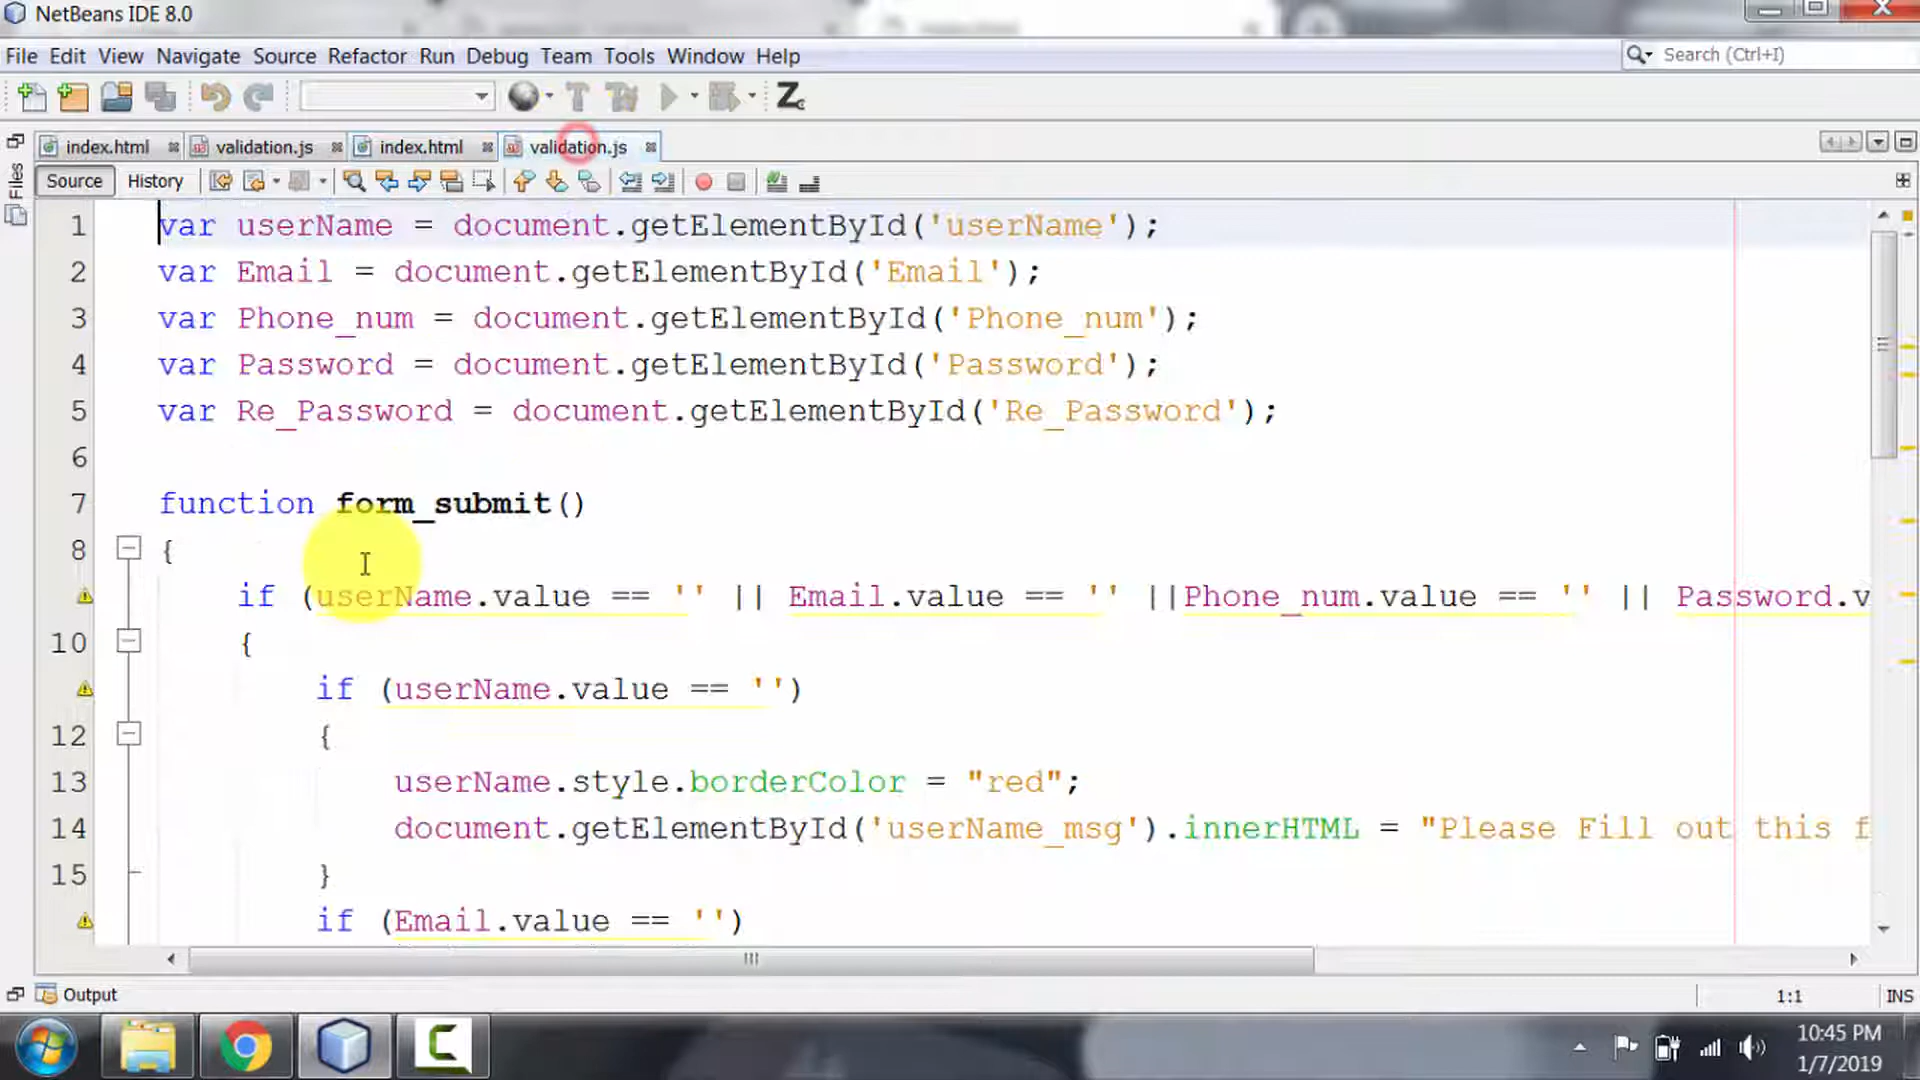 NetBeans IDE 8.0
File Edit View Navigate Source Refactor Run Debug Team Tools Window Help
Search (Ctrl+I)
index.html validation.js index.html validation.js
Source History
Files
1 var userName = document.getElementById('userName');
2 var Email = document.getElementById('Email');
3 var Phone_num = document.getElementById('Phone_num');
4 var Password = document.getElementById('Password');
5 var Re_Password = document.getElementById('Re_Password');
6
7 function form_submit()
8 {
if (userName.value == '' || Email.value == '' ||Phone_num.value == '' || Password.v
10 {
if (userName.value == '')
12 {
13 userName.style.borderColor = "red";
14 document.getElementById('userName_msg').innerHTML = "Please Fill out this f
15 }
if (Email.value == '')
Output
1:1 INS
10:45 PM
1/7/2019